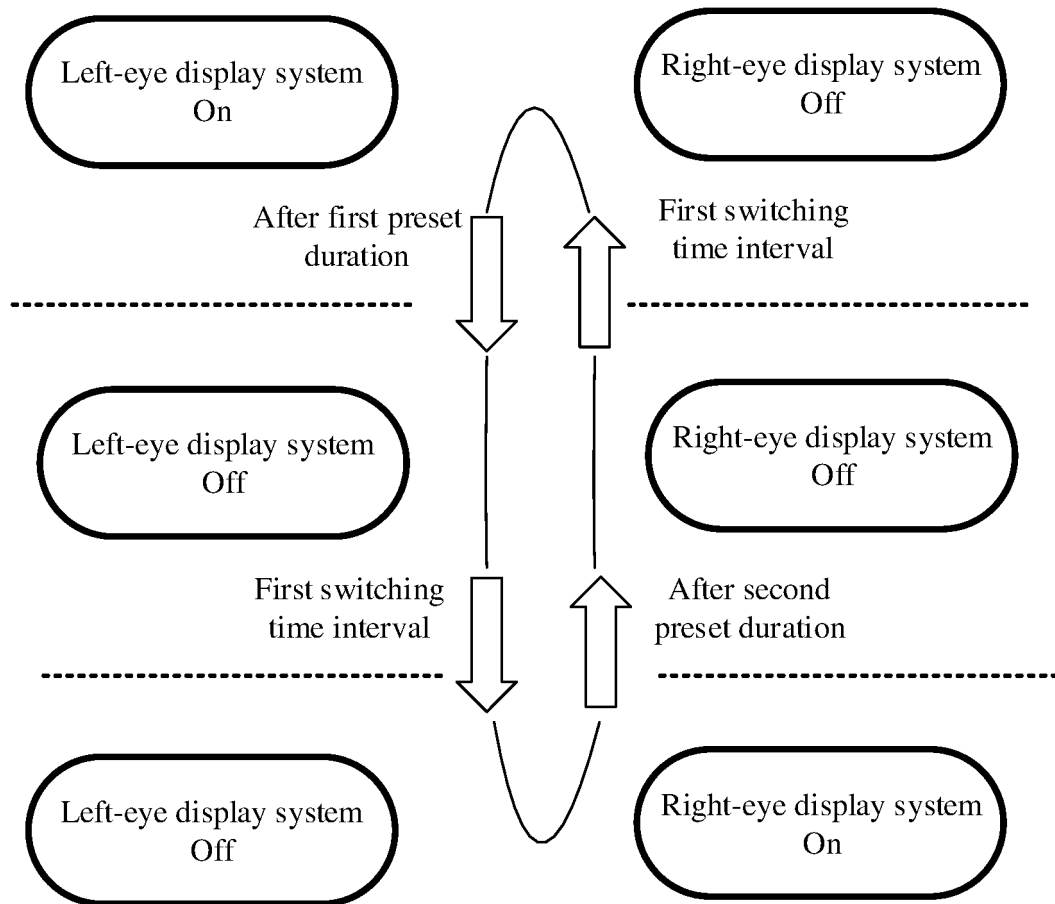 Left-eye display system
On
Right-eye display system
Off
After first preset
duration
First switching
time interval
Left-eye display system
Off
Right-eye display system
Off
First switching
time interval
After second
preset duration
Left-eye display system
Off
Right-eye display system
On